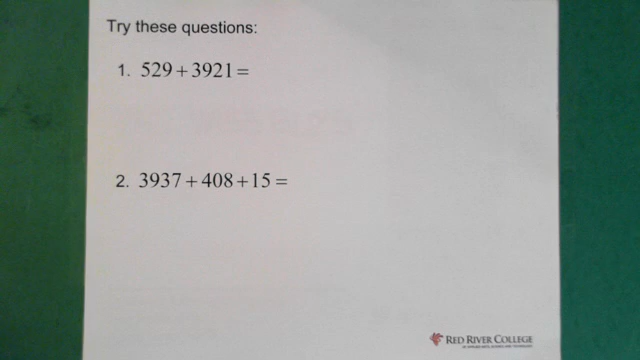 Try these questions:
1. 529 + 3921 =
2. 3937 + 408 + 15 =
RED RIVER COLLEGE